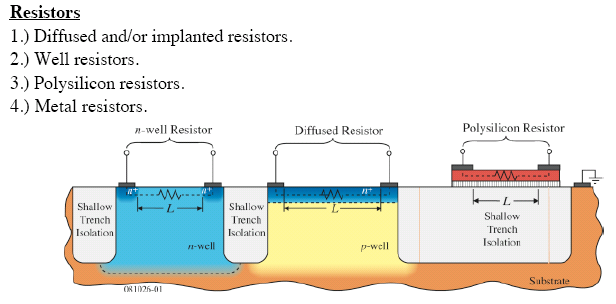 Resistors
1.) Diffused and/or implanted resistors.
2.) Well resistors.
3.) Polysilicon resistors.
4.) Metal resistors.
n-well Resistor
Diffused Resistor
Polysilicon Resistor
n+
n+
n+
L
L
L
Shallow
Trench
Isolation
Shallow
Trench
Isolation
Shallow
Trench
Isolation
n-well
p-well
Substrate
081026-01